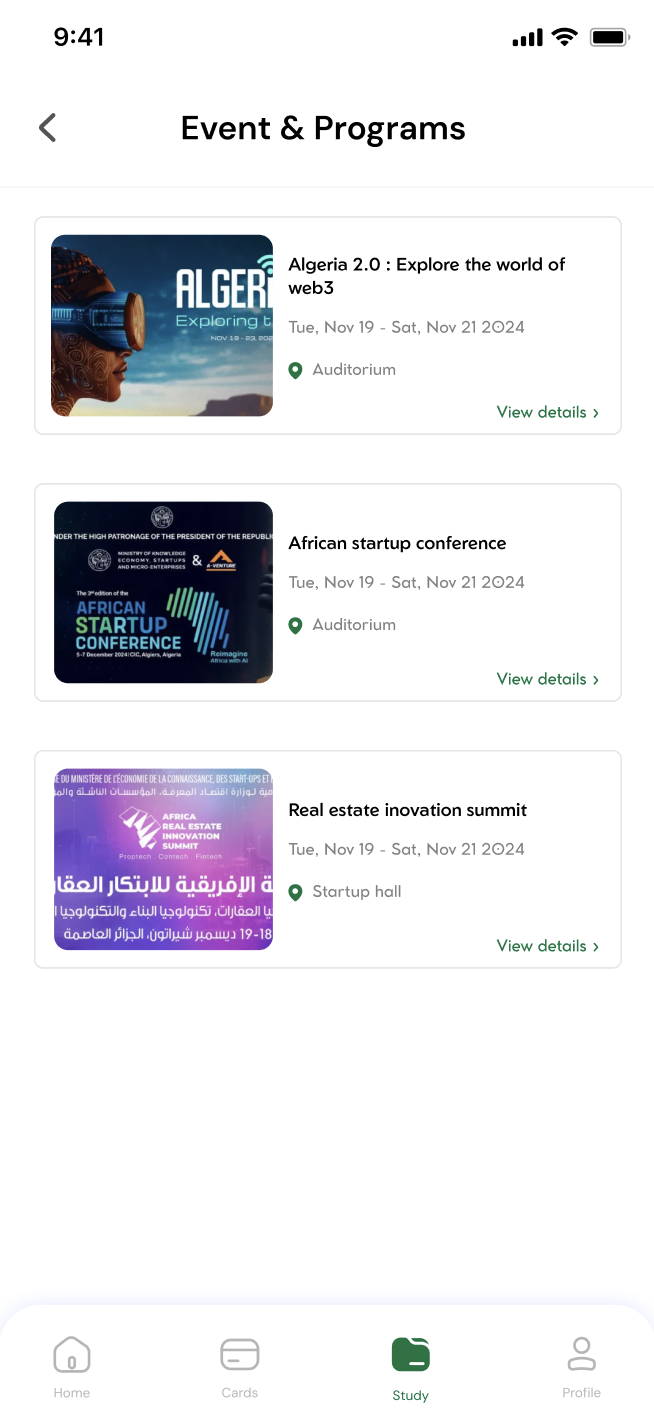 9:41
Event & Programs
ALGERI
Exploring t
NOV 19 - 23, 202
Algeria 2.0 : Explore the world of
web3
Tue, Nov 19 - Sat, Nov 21 2024
Auditorium
View details ›
NDER THE HIGH PATRONAGE OF THE PRESIDENT OF THE REPUBLI
MINISTRY OF KNOWLEDGE
ECONOMY, STARTUPS
AND MICRO-ENTERPRISES
&
A-VENTURE
The 3rd edition of the
AFRICAN
STARTUP
CONFERENCE
5-7 December 2024 | CIC, Algiers, Algeria
Reimagine
Africa with AI
African startup conference
Tue, Nov 19 - Sat, Nov 21 2024
Auditorium
View details ›
E DU MINISTÈRE DE L'ÉCONOMIE DE LA CONNAISSANCE, DES START-UPS ET
مية لوزارة اقتصاد المعرفة، المؤسسات الناشئة والم
AFRICA
REAL ESTATE
INNOVATION
SUMMIT
Proptech . Contech . Fintech
ة الإفريقية للابتكار العقا
يا العقارات، تكنولوجيا البناء والتكنولوجيا ا
18-19 ديسمبر شيراتون، الجزائر العاصمة
Real estate inovation summit
Tue, Nov 19 - Sat, Nov 21 2024
Startup hall
View details ›
Home
Cards
Study
Profile